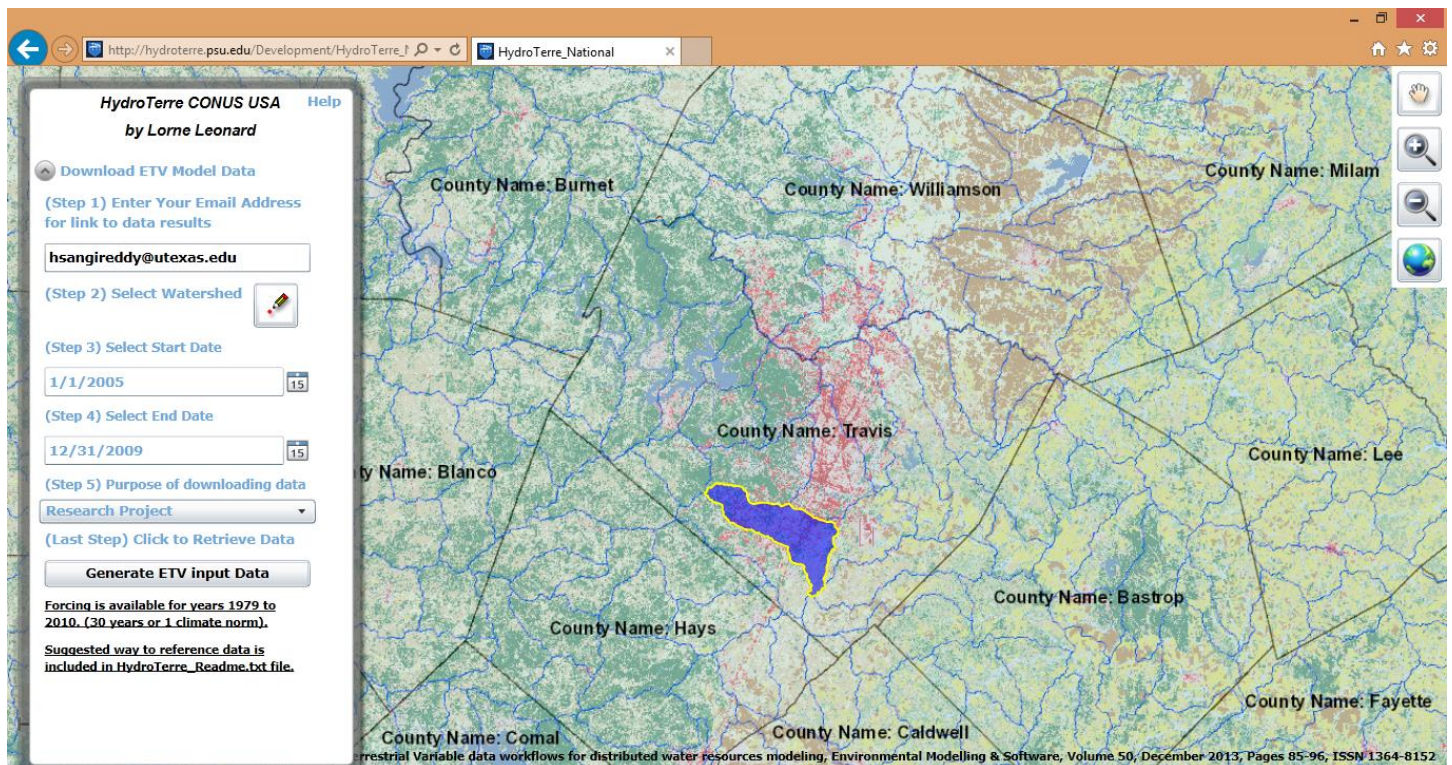 http://hydroterre.psu.edu/Development/HydroTerre_
HydroTerre_National
HydroTerre CONUS USA
Help
by Lorne Leonard
Download ETV Model Data
(Step 1) Enter Your Email Address
for link to data results
hsangireddy@utexas.edu
(Step 2) Select Watershed
(Step 3) Select Start Date
1/1/2005
15
(Step 4) Select End Date
12/31/2009
15
(Step 5) Purpose of downloading data
Research Project
(Last Step) Click to Retrieve Data
Generate ETV input Data
Forcing is available for years 1979 to
2010. (30 years or 1 climate norm).
Suggested way to reference data is
included in HydroTerre_Readme.txt file.
County Name: Burnet
County Name: Williamson
County Name: Milam
County Name: Travis
County Name: Lee
ty Name: Blanco
County Name: Bastrop
County Name: Hays
County Name: Fayette
County Name: Comal
County Name: Caldwell
rrestrial Variable data workflows for distributed water resources modeling, Environmental Modelling & Software, Volume 50, December 2013, Pages 85-96, ISSN 1364-8152